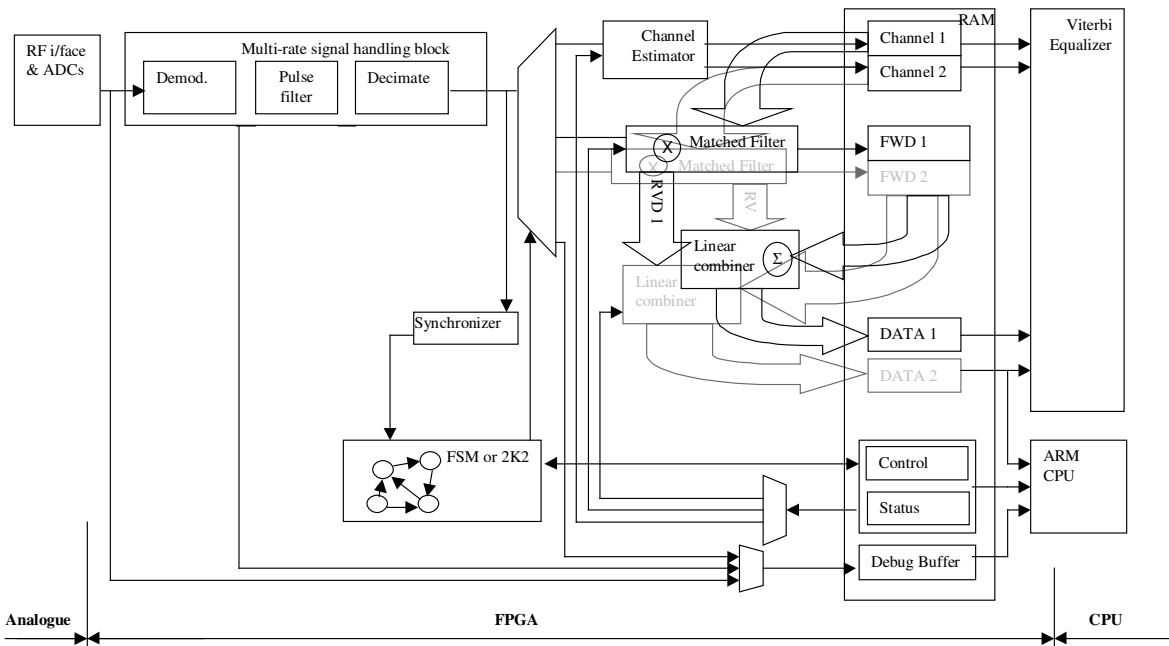 RF i/face
& ADCs
Multi-rate signal handling block
Demod.
Pulse
filter
Decimate
Channel
Estimator
RAM
Channel 1
Channel 2
Viterbi
Equalizer
X
Matched Filter
X
Matched Filter
FWD 1
FWD 2
RVD 1
RV
Linear
combiner
Σ
Linear
combiner
Synchronizer
DATA 1
DATA 2
FSM or 2K2
Control
Status
ARM
CPU
Debug Buffer
Analogue
FPGA
CPU